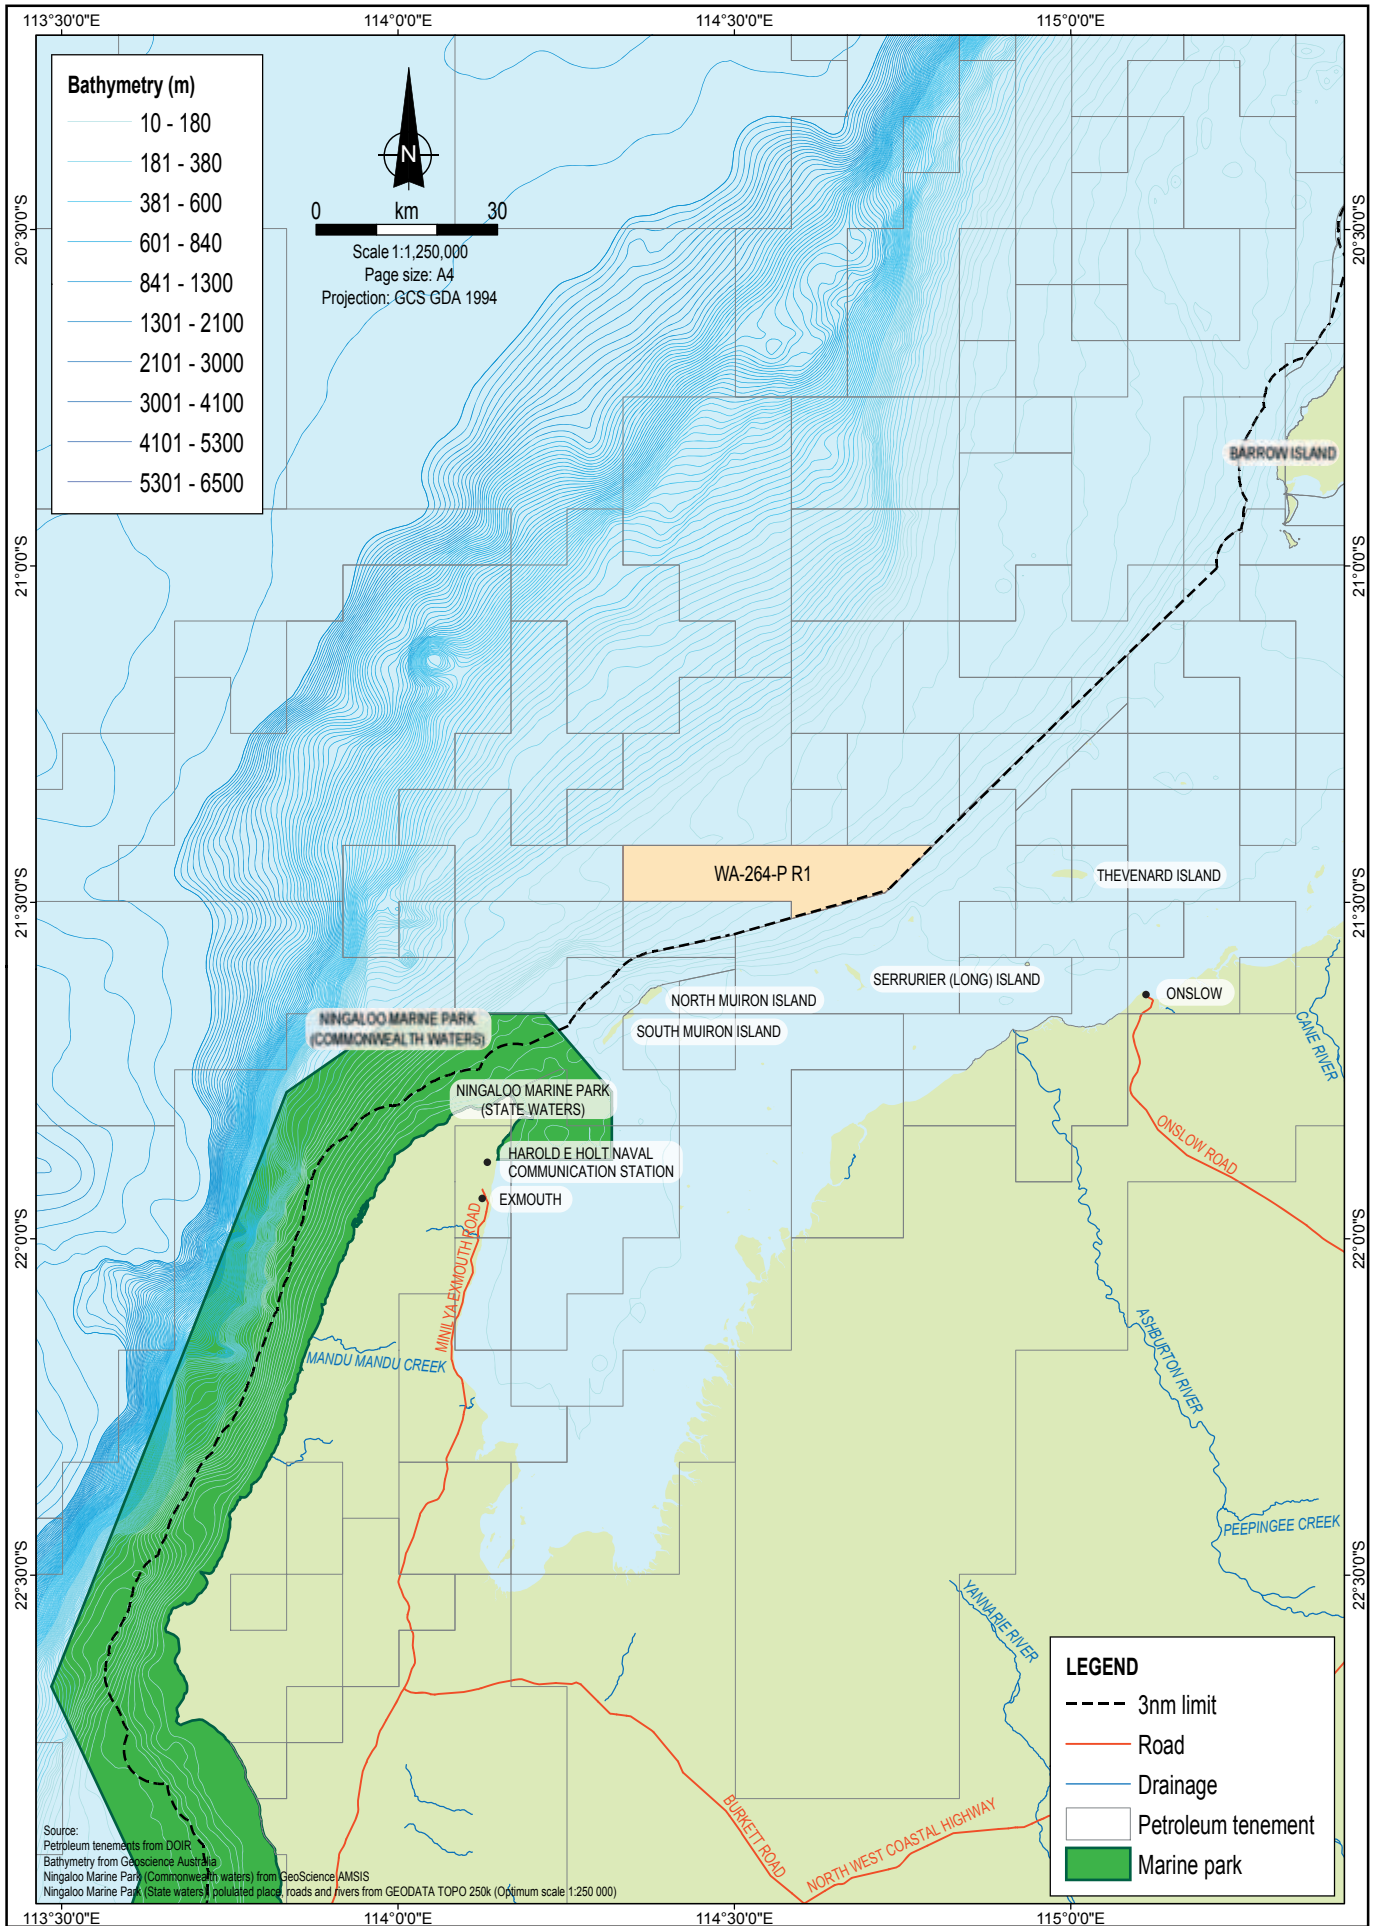 113°30'0"E 114°0'0"E 114°30'0"E 115°0'0"E
Bathymetry (m)
10 - 180
181 - 380
381 - 600
601 - 840
841 - 1300
1301 - 2100
2101 - 3000
3001 - 4100
4101 - 5300
5301 - 6500
N
0 km 30
Scale 1:1,250,000
Page size: A4
Projection: GCS GDA 1994
20°30'0"S 20°30'0"S
BARROW ISLAND
21°0'0"S 21°0'0"S
WA-264-P R1
THEVENARD ISLAND
21°30'0"S 21°30'0"S
SERRURIER (LONG) ISLAND
ONSLOW
NORTH MUIRON ISLAND
SOUTH MUIRON ISLAND
NINGALOO MARINE PARK
(COMMONWEALTH WATERS)
CANE RIVER
NINGALOO MARINE PARK
(STATE WATERS)
HAROLD E HOLT NAVAL
COMMUNICATION STATION
EXMOUTH
ONSLOW ROAD
22°0'0"S 22°0'0"S
MINILYA EXMOUTH ROAD
MANDU MANDU CREEK
ASHBURTON RIVER
PEEPINGEE CREEK
22°30'0"S 22°30'0"S
YANNARIE RIVER
BURKETT ROAD
NORTH WEST COASTAL HIGHWAY
LEGEND
3nm limit
Road
Drainage
Petroleum tenement
Marine park
Source:
Petroleum tenements from DOIR
Bathymetry from Geoscience Australia
Ningaloo Marine Park (Commonwealth waters) from GeoScience AMSIS
Ningaloo Marine Park (State waters), polulated place, roads and rivers from GEODATA TOPO 250k (Optimum scale 1:250 000)
113°30'0"E 114°0'0"E 114°30'0"E 115°0'0"E